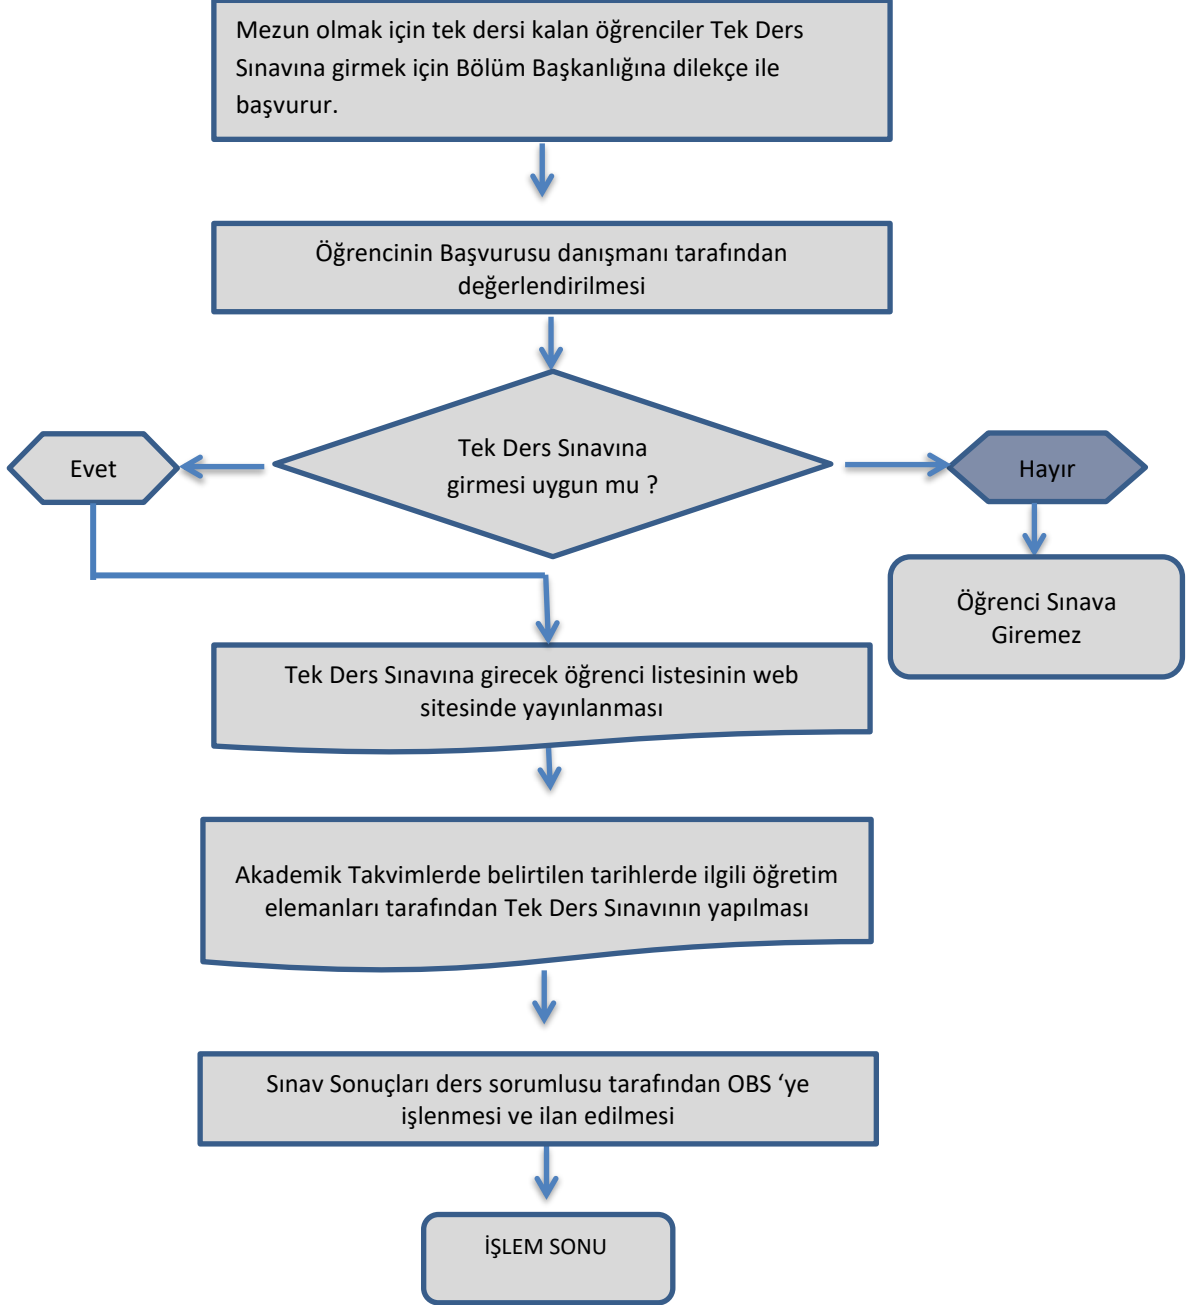 Mezun olmak için tek dersi kalan öğrenciler Tek Ders
Sınavına girmek için Bölüm Başkanlığına dilekçe ile
başvurur.
Öğrencinin Başvurusu danışmanı tarafından
değerlendirilmesi
Tek Ders Sınavına
girmesi uygun mu ?
Evet
Hayır
Öğrenci Sınava
Giremez
Tek Ders Sınavına girecek öğrenci listesinin web
sitesinde yayınlanması
Akademik Takvimlerde belirtilen tarihlerde ilgili öğretim
elemanları tarafından Tek Ders Sınavının yapılması
Sınav Sonuçları ders sorumlusu tarafından OBS ‘ye
işlenmesi ve ilan edilmesi
İŞLEM SONU